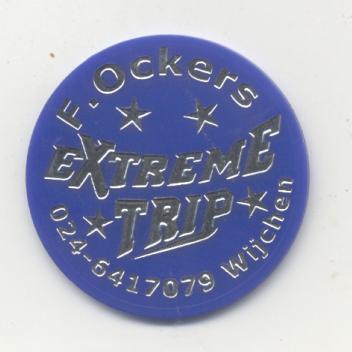 F. Ockers
EXTREME
TRIP
024-6417079 Wijchen